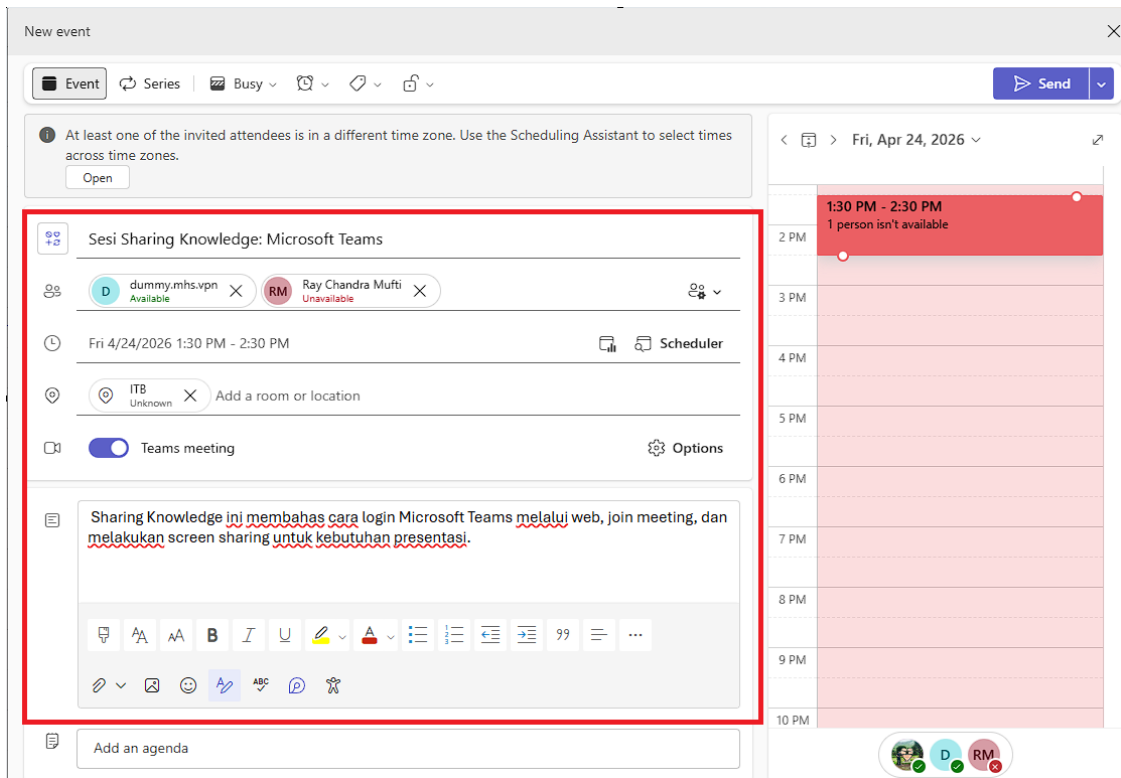 New event
Event
Series
Busy
Send
At least one of the invited attendees is in a different time zone. Use the Scheduling Assistant to select times
across time zones.
Open
Sesi Sharing Knowledge: Microsoft Teams
D
dummy.mhs.vpn
Available
RM
Ray Chandra Mufti
Unavailable
Fri 4/24/2026 1:30 PM - 2:30 PM
Scheduler
ITB
Unknown
Add a room or location
Teams meeting
Options
Sharing Knowledge ini membahas cara login Microsoft Teams melalui web, join meeting, dan
melakukan screen sharing untuk kebutuhan presentasi.
Add an agenda
Fri, Apr 24, 2026
1:30 PM - 2:30 PM
1 person isn't available
2 PM
3 PM
4 PM
5 PM
6 PM
7 PM
8 PM
9 PM
10 PM
D
RM